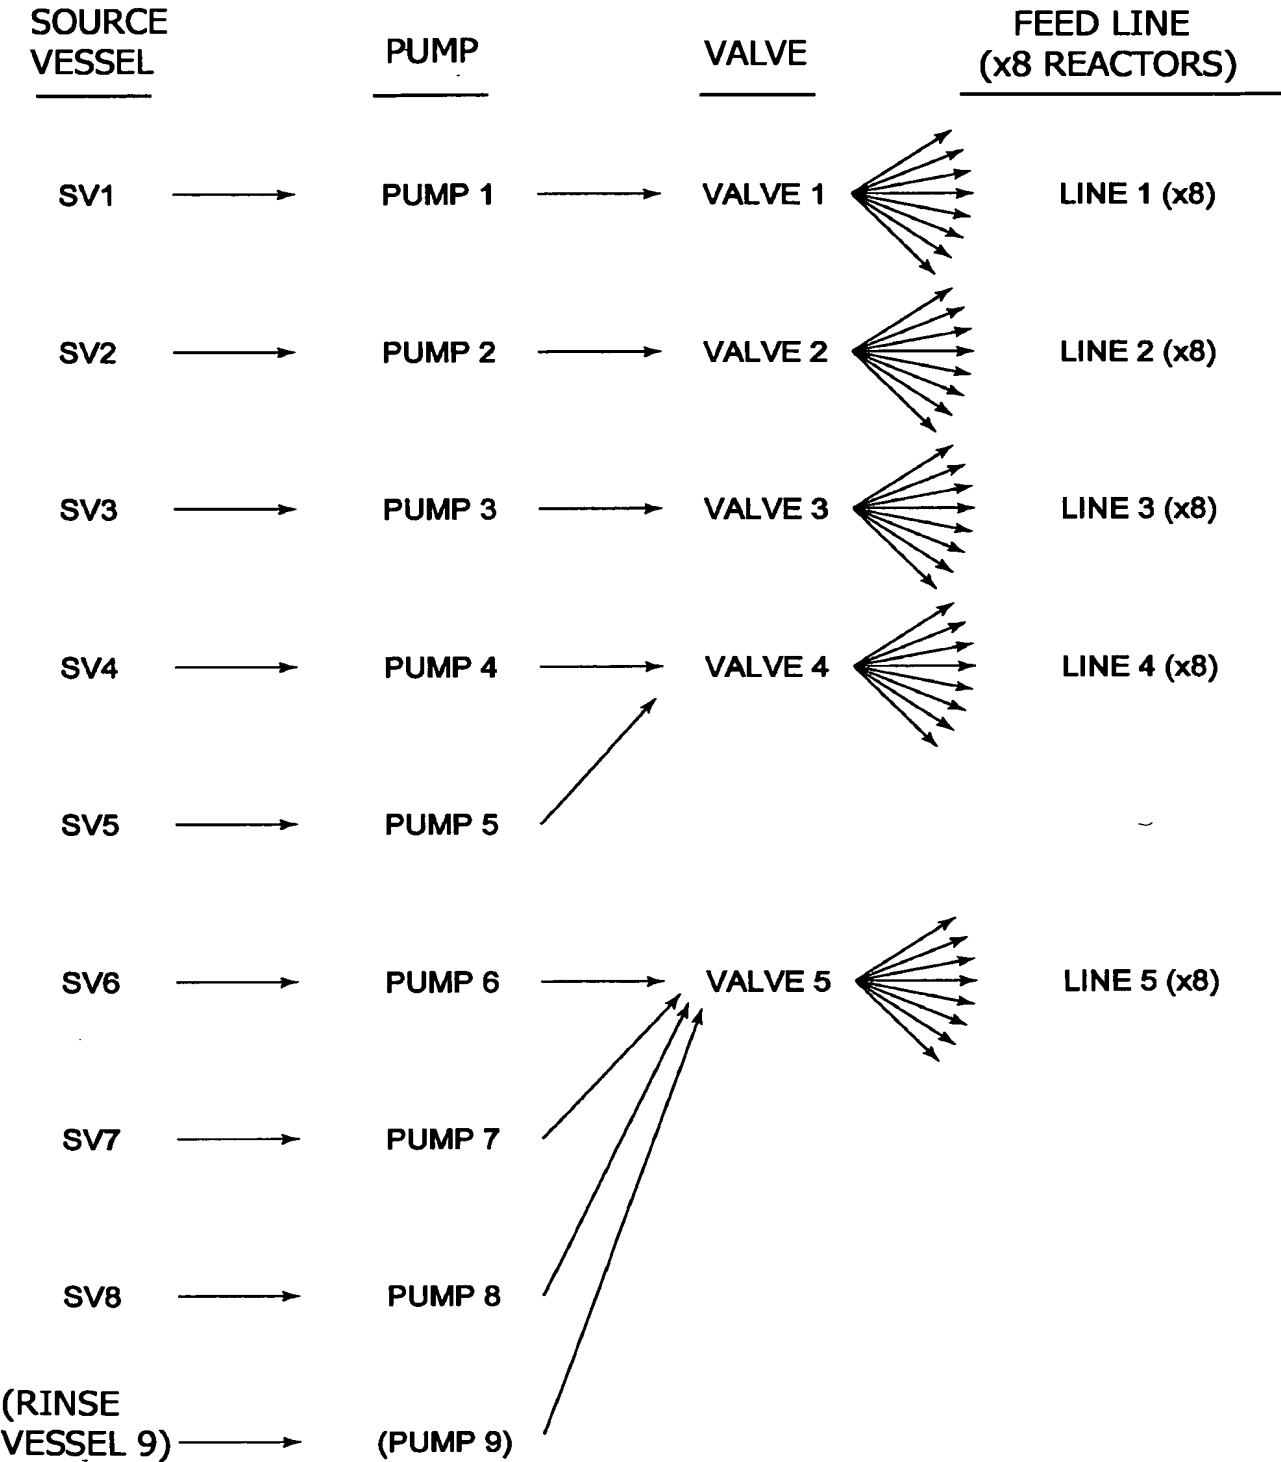 SOURCE
VESSEL
PUMP
VALVE
FEED LINE
(x8 REACTORS)
SV1
PUMP 1
VALVE 1
LINE 1 (x8)
SV2
PUMP 2
VALVE 2
LINE 2 (x8)
SV3
PUMP 3
VALVE 3
LINE 3 (x8)
SV4
PUMP 4
VALVE 4
LINE 4 (x8)
SV5
PUMP 5
SV6
PUMP 6
VALVE 5
LINE 5 (x8)
SV7
PUMP 7
SV8
PUMP 8
(RINSE
VESSEL 9)
(PUMP 9)